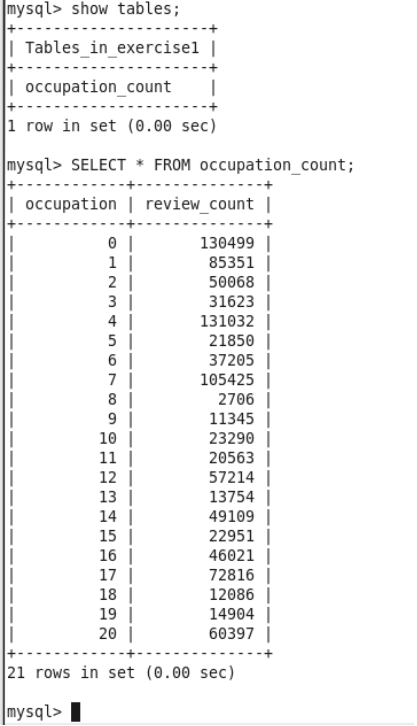 mysql> show tables;
+---------------------+
| Tables_in_exercise1 |
+---------------------+
| occupation_count    |
+---------------------+
1 row in set (0.00 sec)

mysql> SELECT * FROM occupation_count;
+------------+--------------+
| occupation | review_count |
+------------+--------------+
|          0 |       130499 |
|          1 |        85351 |
|          2 |        50068 |
|          3 |        31623 |
|          4 |       131032 |
|          5 |        21850 |
|          6 |        37205 |
|          7 |       105425 |
|          8 |         2706 |
|          9 |        11345 |
|         10 |        23290 |
|         11 |        20563 |
|         12 |        57214 |
|         13 |        13754 |
|         14 |        49109 |
|         15 |        22951 |
|         16 |        46021 |
|         17 |        72816 |
|         18 |        12086 |
|         19 |        14904 |
|         20 |        60397 |
+------------+--------------+
21 rows in set (0.00 sec)

mysql>